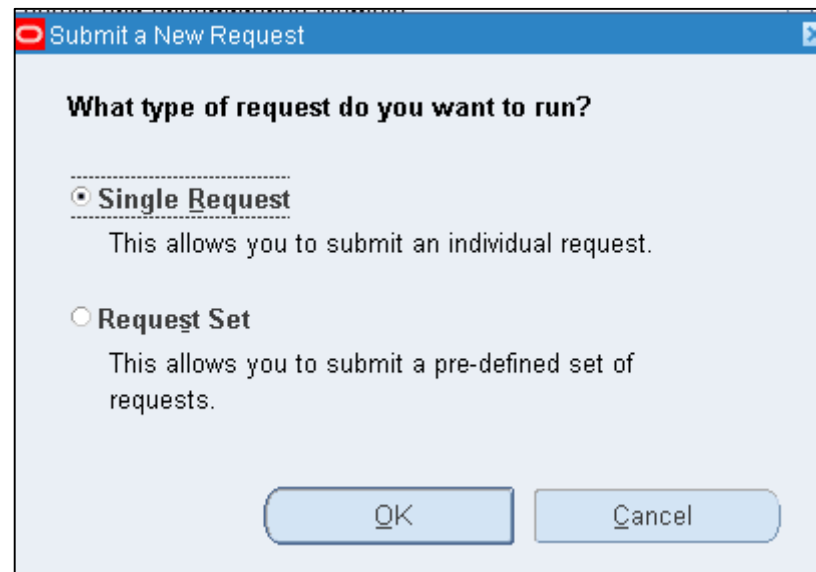 Submit a New Request
What type of request do you want to run?
Single Request
This allows you to submit an individual request.
Request Set
This allows you to submit a pre-defined set of
requests.
OK
Cancel